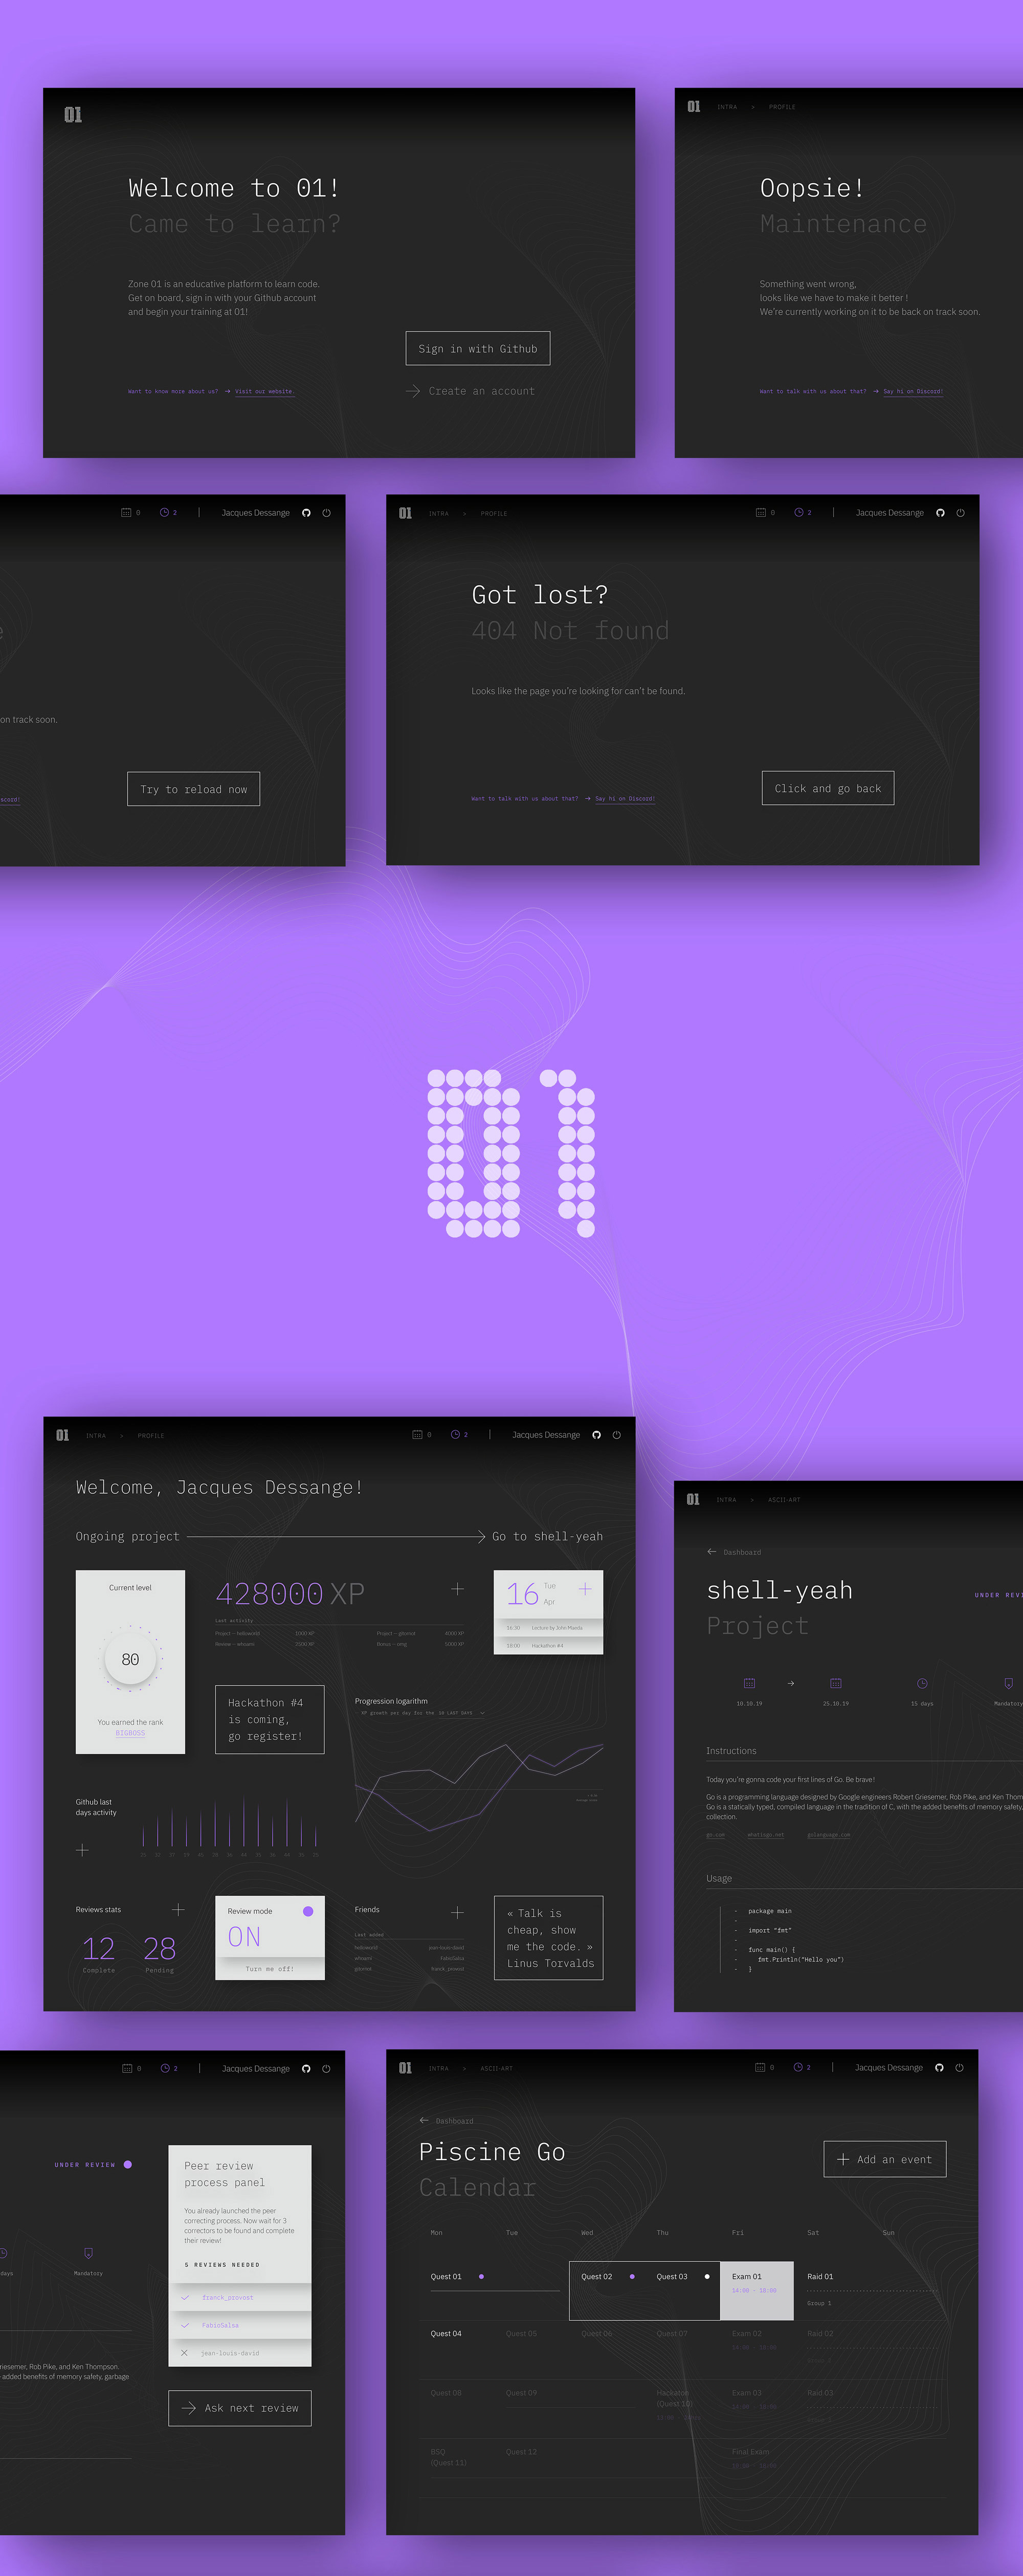 01
Welcome to 01!
Came to learn?
Zone 01 is an educative platform to learn code.
Get on board, sign in with your Github account
and begin your training at 01!
Sign in with Github
Create an account
Want to know more about us? → Visit our website.
01 INTRA > PROFILE
Oopsie!
Maintenance
Something went wrong,
looks like we have to make it better !
We're currently working on it to be back on track soon.
Want to talk with us about that? → Say hi on Discord!
0 2 | Jacques Dessange
e
on track soon.
scord!
Try to reload now
01 INTRA > PROFILE 0 2 | Jacques Dessange
Got lost?
404 Not found
Looks like the page you're looking for can't be found.
Want to talk with us about that? → Say hi on Discord!
Click and go back
01
01 INTRA > PROFILE 0 2 | Jacques Dessange
Welcome, Jacques Dessange!
Ongoing project → Go to shell-yeah
Current level
80
You earned the rank
BIGBOSS
428000 XP
Last activity
Hackathon #4
is coming,
go register!
16 Tue
Apr
16:30 Lecture by John Maeda
18:00 Hackathon #4
Progression logarithm
- XP growth per day for the 30 LAST DAYS
Github last
days activity
Reviews stats
12 28
Complete Pending
Review mode
ON
Turn me off!
Friends
« Talk is
cheap, show
me the code. »
Linus Torvalds
01 INTRA > ASCII-ART
← Dashboard
shell-yeah
Project
UNDER REVI
10.10.19 → 25.10.19 15 days Mandatory
Instructions
Today you're gonna code your first lines of Go. Be brave!
Go is a programming language designed by Google engineers Robert Griesemer, Rob Pike, and Ken Thom
Go is a statically typed, compiled language in the tradition of C, with the added benefits of memory safety,
collection.
go.com whatisgo.net golanguage.com
Usage
- package main
-
- import "fmt"
-
- func main() {
- fmt.Println("Hello you")
- }
0 2 | Jacques Dessange
UNDER REVIEW
days Mandatory
riesemer, Rob Pike, and Ken Thompson.
added benefits of memory safety, garbage
Peer review
process panel
You already launched the peer
correcting process. Now wait for 3
correctors to be found and complete
their review!
5 REVIEWS NEEDED
franck_provost
FabioSalsa
jean-louis-david
Ask next review
01 INTRA > ASCII-ART 0 2 | Jacques Dessange
← Dashboard
Piscine Go
Calendar
Add an event
Mon Tue Wed Thu Fri Sat Sun
Quest 01 Quest 02 Quest 03 Exam 01 Raid 01
14:00 - 18:00
Group 1
Quest 04 Quest 05 Quest 06 Quest 07 Exam 02 Raid 02
Quest 08 Quest 09 Hackaton Exam 03 Raid 03
(Quest 10)
BSQ Quest 12 Final Exam
(Quest 11)